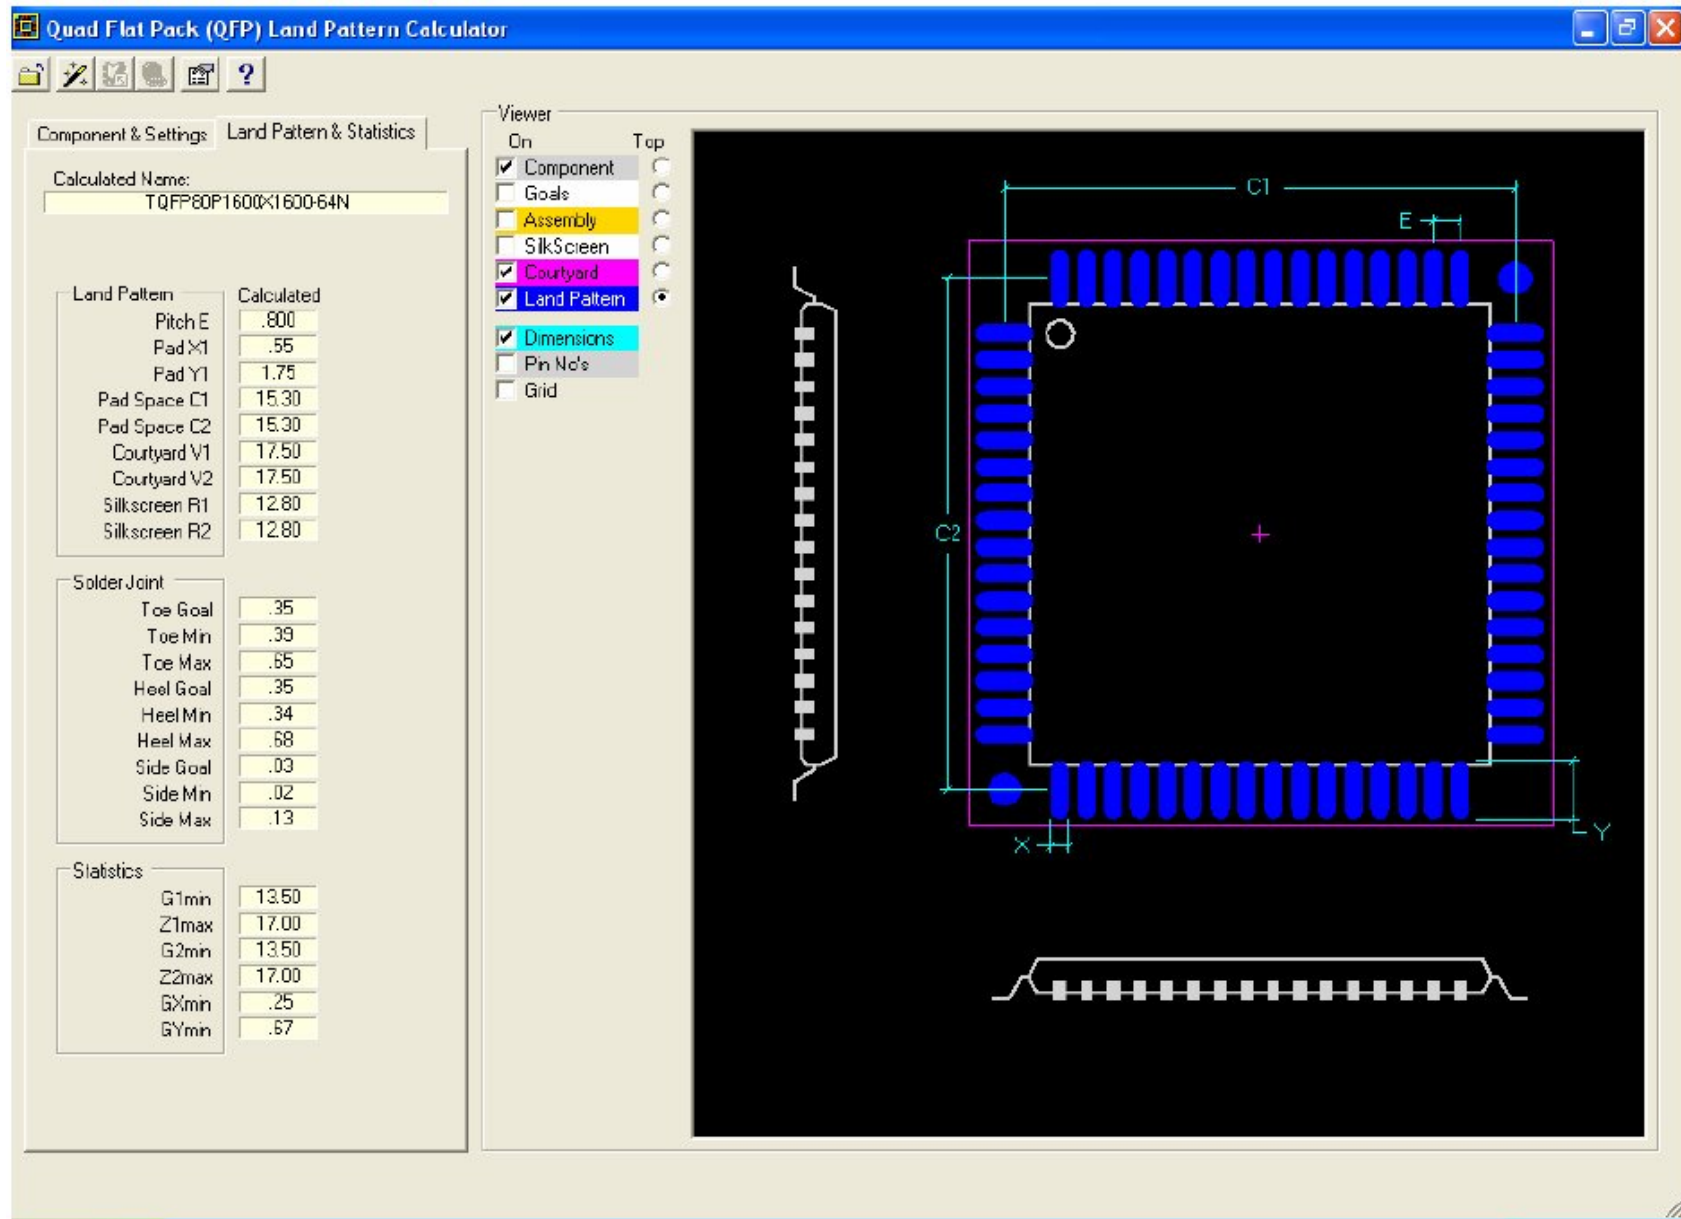 Quad Flat Pack (QFP) Land Pattern Calculator
?
Component & Settings Land Pattern & Statistics
Calculated Name:
TQFP80P1600X1600-64N
Land Pattern Calculated
Pitch E .800
Pad X1 .55
Pad Y1 1.75
Pad Space C1 15.30
Pad Space C2 15.30
Courtyard V1 17.50
Courtyard V2 17.50
Silkscreen R1 12.80
Silkscreen R2 12.80
Solder Joint
Toe Goal .35
Toe Min .39
Toe Max .65
Heel Goal .35
Heel Min .34
Heel Max .68
Side Goal .03
Side Min .02
Side Max .13
Statistics
G1min 13.50
Z1max 17.00
G2min 13.50
Z2max 17.00
GXmin .25
GYmin .67
Viewer
On Top
Component
Goals
Assembly
SilkScreen
Courtyard
Land Pattern
Dimensions
Pin No's
Grid
C1
E
C2
X
Y